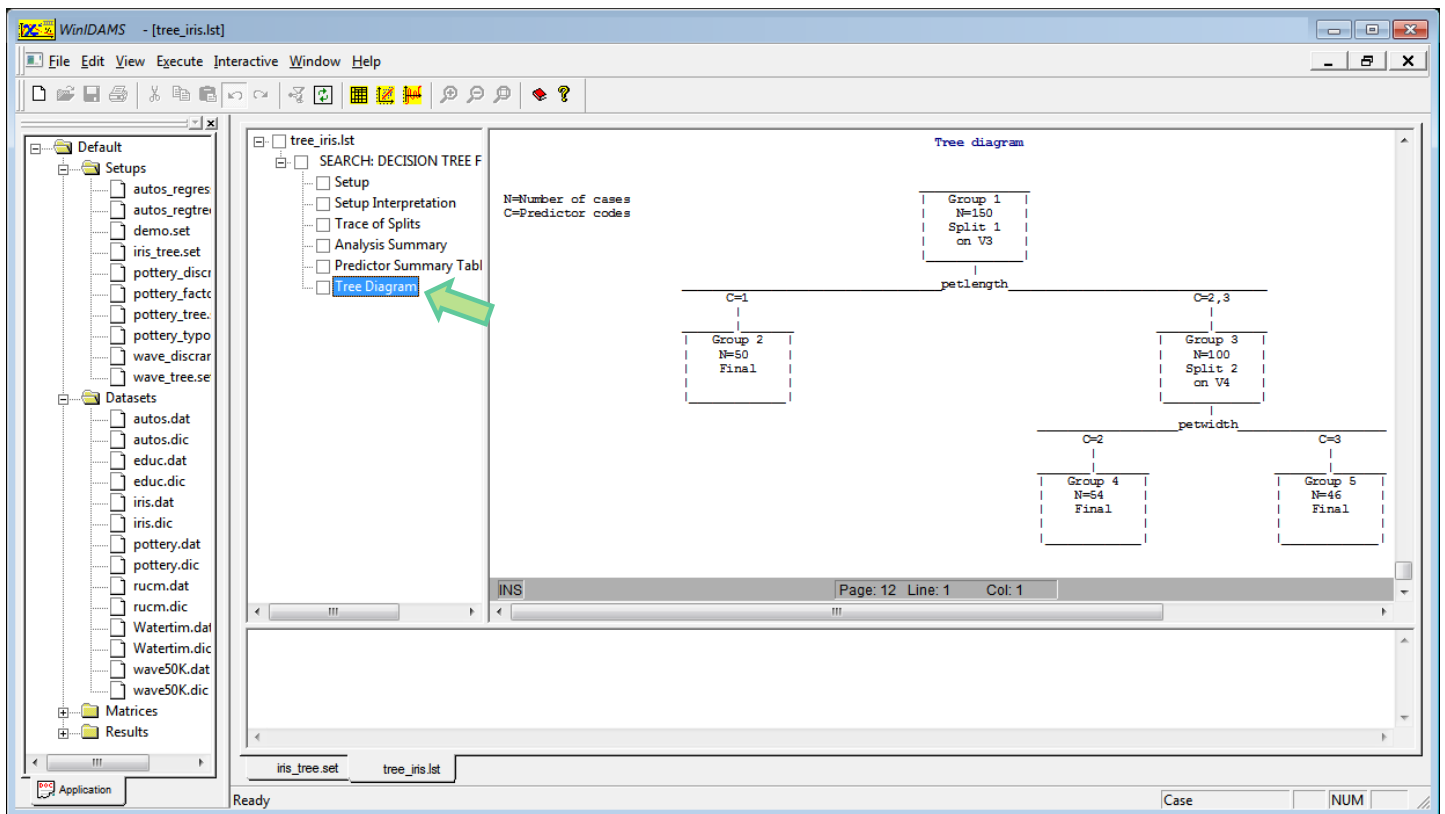 WinIDAMS - [tree_iris.lst]
File Edit View Execute Interactive Window Help
Default
Setups
autos_regres
autos_regtre
demo.set
iris_tree.set
pottery_discr
pottery_facto
pottery_tree.
pottery_typo
wave_discrar
wave_tree.se
Datasets
autos.dat
autos.dic
educ.dat
educ.dic
iris.dat
iris.dic
pottery.dat
pottery.dic
rucm.dat
rucm.dic
Watertim.dat
Watertim.dic
wave50K.dat
wave50K.dic
Matrices
Results
DOC
Application
tree_iris.lst
SEARCH: DECISION TREE F
Setup
Setup Interpretation
Trace of Splits
Analysis Summary
Predictor Summary Tabl
Tree Diagram
Tree diagram
N=Number of cases
C=Predictor codes
Group 1
N=150
Split 1
on V3
petlength
C=1 C=2,3
Group 2 Group 3
N=50 N=100
Final Split 2
on V4
petwidth
C=2 C=3
Group 4 Group 5
N=54 N=46
Final Final
INS Page: 12 Line: 1 Col: 1
iris_tree.set tree_iris.lst
Ready Case NUM